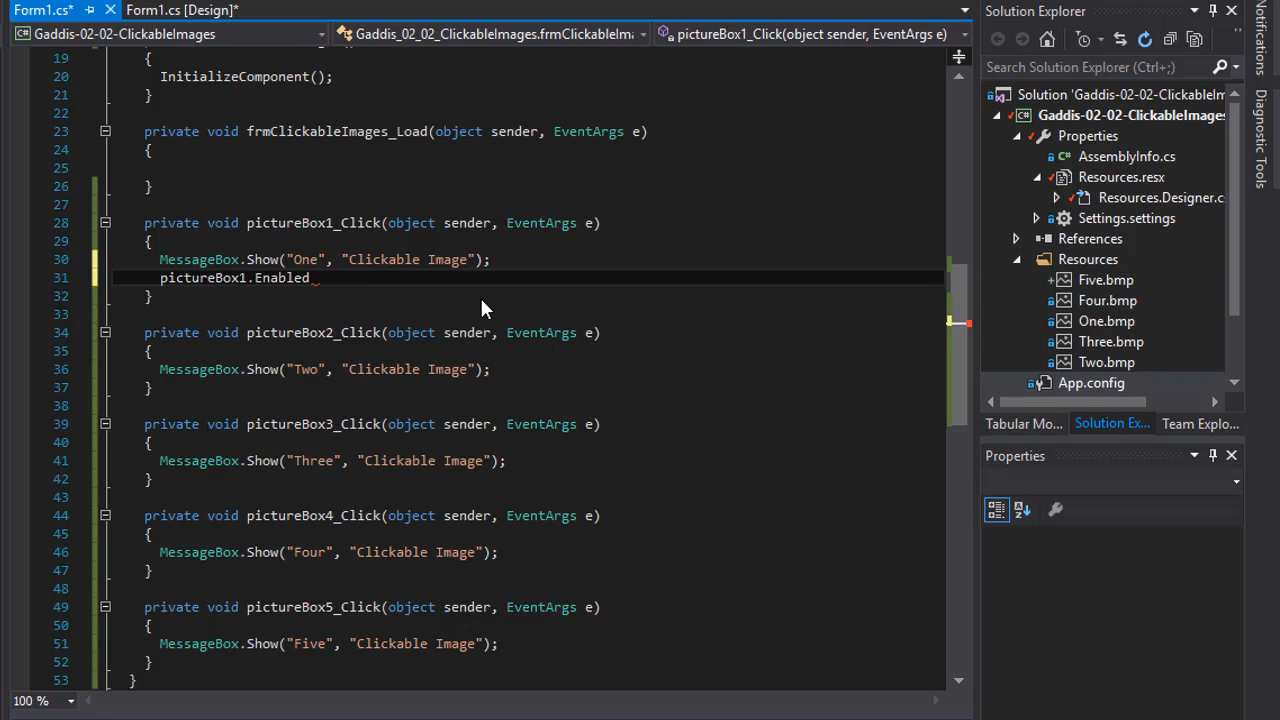 Form1.cs*
Form1.cs [Design]*
Gaddis-02-02-ClickableImages
Gaddis_02_02_ClickableImages.frmClickableIma
pictureBox1_Click(object sender, EventArgs e)
19 {
20 InitializeComponent();
21 }
22
23 private void frmClickableImages_Load(object sender, EventArgs e)
24 {
25
26 }
27
28 private void pictureBox1_Click(object sender, EventArgs e)
29 {
30 MessageBox.Show("One", "Clickable Image");
31 pictureBox1.Enabled
32 }
33
34 private void pictureBox2_Click(object sender, EventArgs e)
35 {
36 MessageBox.Show("Two", "Clickable Image");
37 }
38
39 private void pictureBox3_Click(object sender, EventArgs e)
40 {
41 MessageBox.Show("Three", "Clickable Image");
42 }
43
44 private void pictureBox4_Click(object sender, EventArgs e)
45 {
46 MessageBox.Show("Four", "Clickable Image");
47 }
48
49 private void pictureBox5_Click(object sender, EventArgs e)
50 {
51 MessageBox.Show("Five", "Clickable Image");
52 }
53 }
100 %
Solution Explorer
Search Solution Explorer (Ctrl+;)
Solution 'Gaddis-02-02-ClickableIm
Gaddis-02-02-ClickableImages
Properties
AssemblyInfo.cs
Resources.resx
Resources.Designer.c
Settings.settings
References
Resources
Five.bmp
Four.bmp
One.bmp
Three.bmp
Two.bmp
App.config
Tabular Mo...
Solution Ex...
Team Explo...
Properties
Notifications
Diagnostic Tools